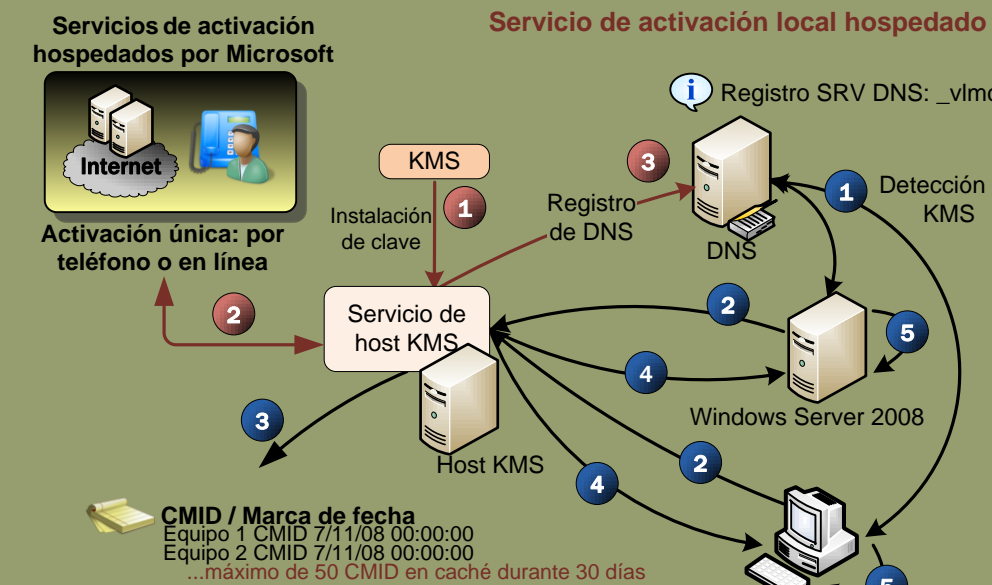 Servicio de activación local hospedado
Servicios de activación
hospedados por Microsoft
Registro SRV DNS: _vlmc
Internet
KMS
3
1
Detección
KMS
1
Instalación
de clave
Registro
de DNS
DNS
Activación única: por
teléfono o en línea
2
Servicio de
host KMS
2
5
4
3
Windows Server 2008
Host KMS
2
4
CMID / Marca de fecha
Equipo 1 CMID 7/11/08 00:00:00
Equipo 2 CMID 7/11/08 00:00:00
...máximo de 50 CMID en caché durante 30 días
5